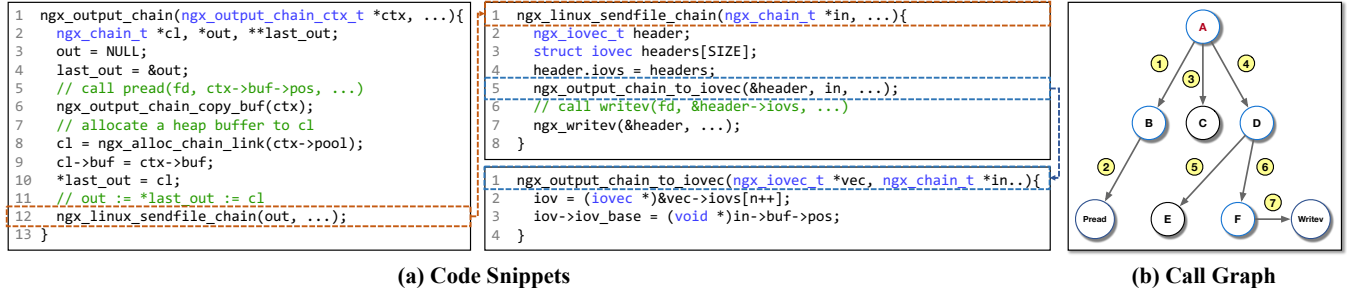 1 ngx_output_chain(ngx_output_chain_ctx_t *ctx, ...){
2 ngx_chain_t *cl, *out, **last_out;
3 out = NULL;
4 last_out = &out;
5 // call pread(fd, ctx->buf->pos, ...)
6 ngx_output_chain_copy_buf(ctx);
7 // allocate a heap buffer to cl
8 cl = ngx_alloc_chain_link(ctx->pool);
9 cl->buf = ctx->buf;
10 *last_out = cl;
11 // out := *last_out := cl
12 ngx_linux_sendfile_chain(out, ...);
13 }
1 ngx_linux_sendfile_chain(ngx_chain_t *in, ...){
2 ngx_iovec_t header;
3 struct iovec headers[SIZE];
4 header.iovs = headers;
5 ngx_output_chain_to_iovec(&header, in, ...);
6 // call writev(fd, &header->iovs, ...)
7 ngx_writev(&header, ...);
8 }
1 ngx_output_chain_to_iovec(ngx_iovec_t *vec, ngx_chain_t *in..){
2 iov = (iovec *)&vec->iovs[n++];
3 iov->iov_base = (void *)in->buf->pos;
4 }
(a) Code Snippets
A
1
3
4
B
C
D
2
5
6
Pread
E
F
7
Writev
(b) Call Graph